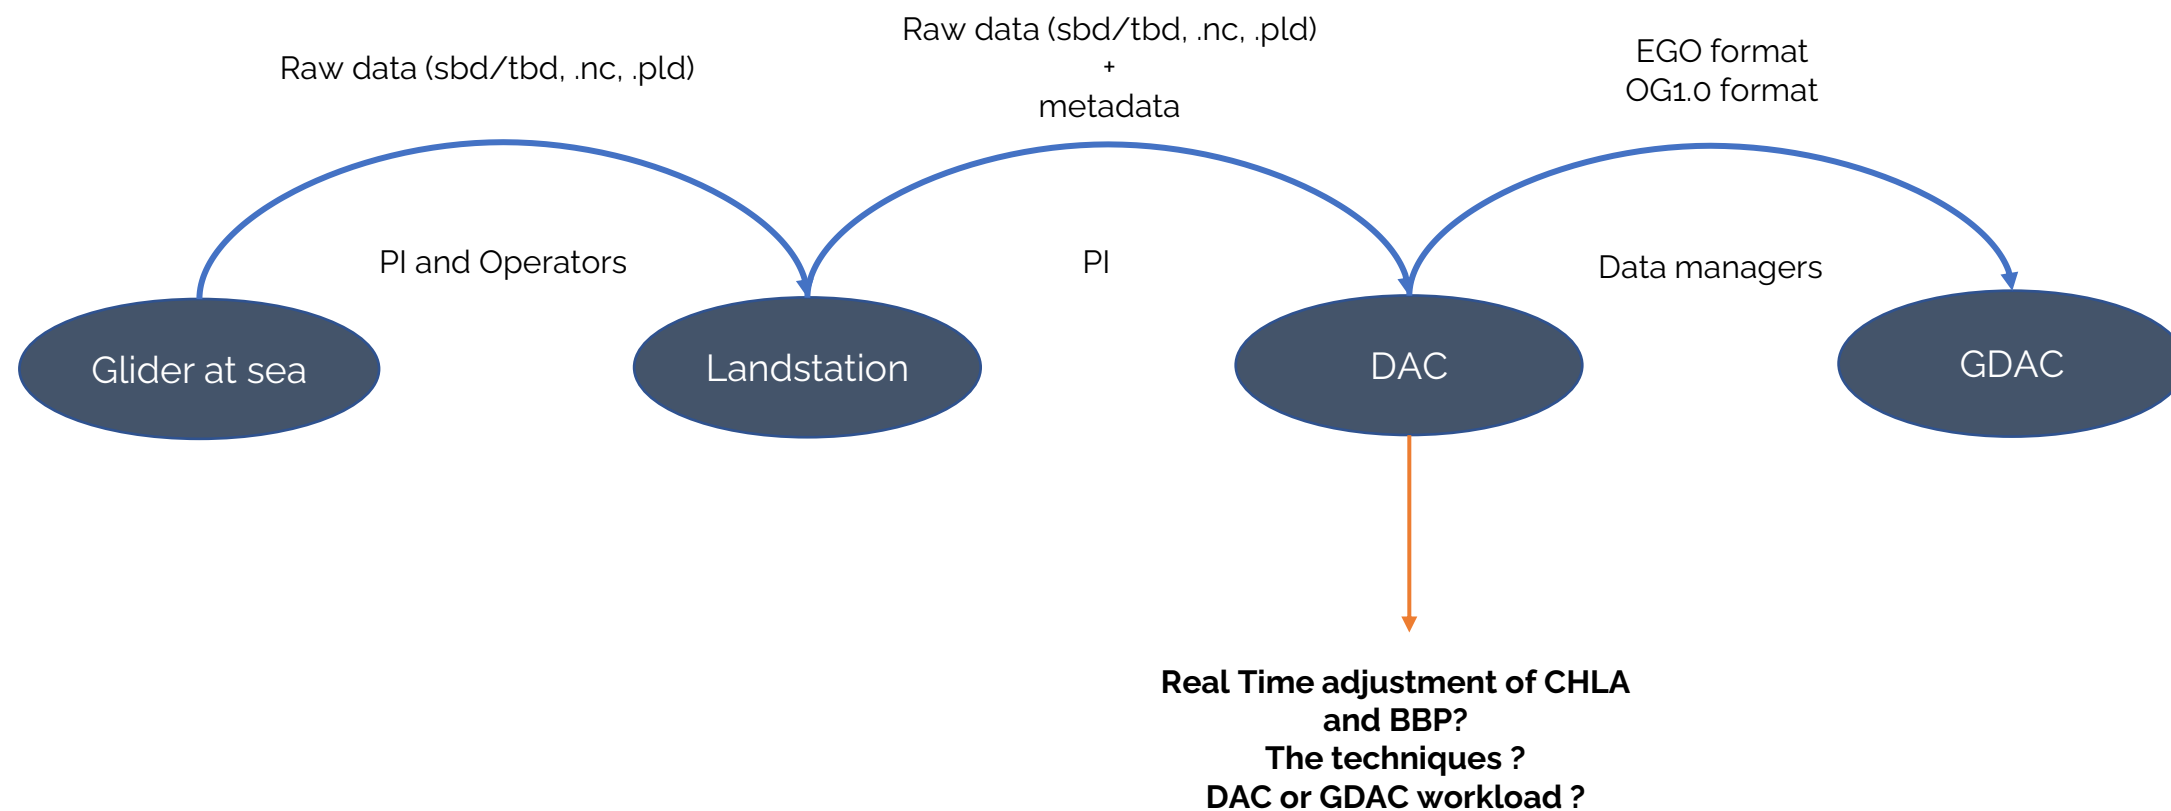 Raw data (sbd/tbd, .nc, .pld)
Raw data (sbd/tbd, .nc, .pld)
+
metadata
EGO format
OG1.0 format
PI and Operators
PI
Data managers
Glider at sea
Landstation
DAC
GDAC
Real Time adjustment of CHLA
and BBP?
The techniques ?
DAC or GDAC workload ?